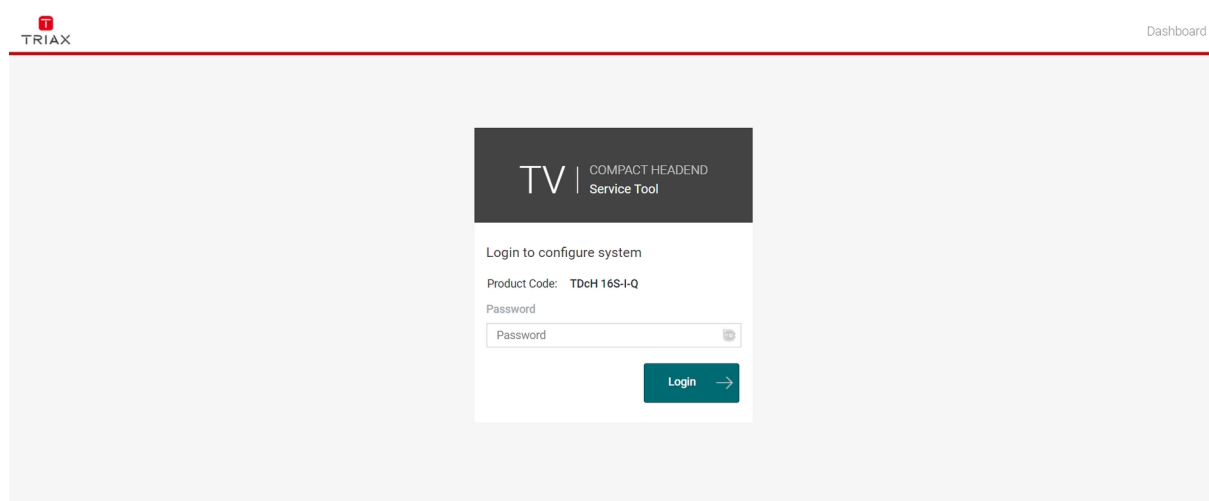 TRIAX
Dashboard
TV | COMPACT HEADEND
Service Tool
Login to configure system
Product Code: TDcH 16S-I-Q
Password
Password
Login